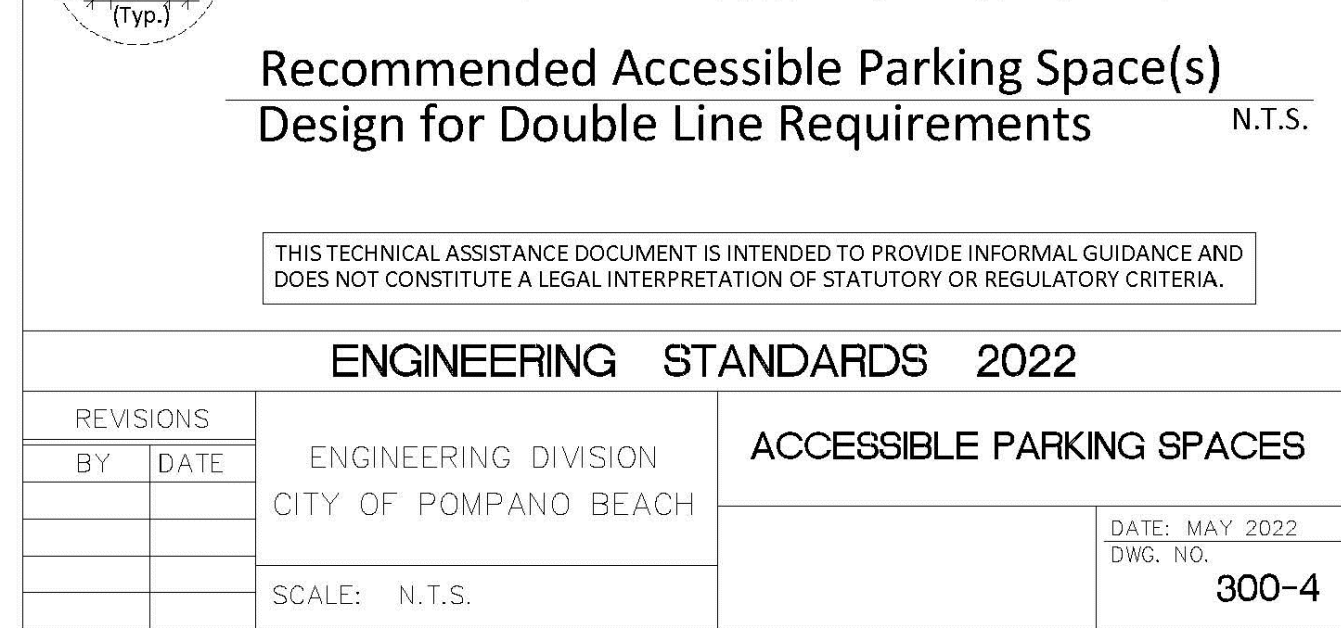 (Typ.)
Recommended Accessible Parking Space(s)
Design for Double Line Requirements
N.T.S.
THIS TECHNICAL ASSISTANCE DOCUMENT IS INTENDED TO PROVIDE INFORMAL GUIDANCE AND
DOES NOT CONSTITUTE A LEGAL INTERPRETATION OF STATUTORY OR REGULATORY CRITERIA.
ENGINEERING STANDARDS 2022
REVISIONS
BY DATE
ENGINEERING DIVISION
CITY OF POMPANO BEACH
SCALE: N.T.S.
ACCESSIBLE PARKING SPACES
DATE: MAY 2022
DWG. NO.
300-4